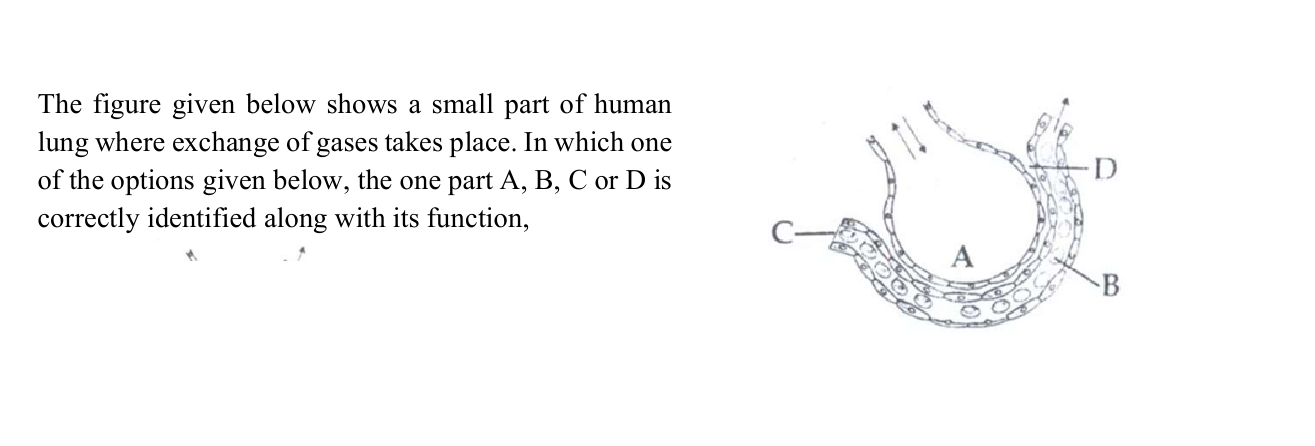 The figure given below shows a small part of human
lung where exchange of gases takes place. In which one
of the options given below, the one part A, B, C or D is
correctly identified along with its function,
D
C
A
B